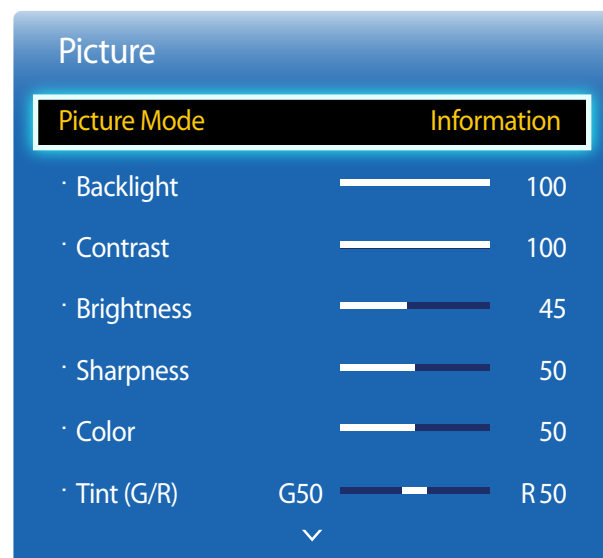 Picture
Picture Mode Information
· Backlight 100
· Contrast 100
· Brightness 45
· Sharpness 50
· Color 50
· Tint (G/R) G50 R50